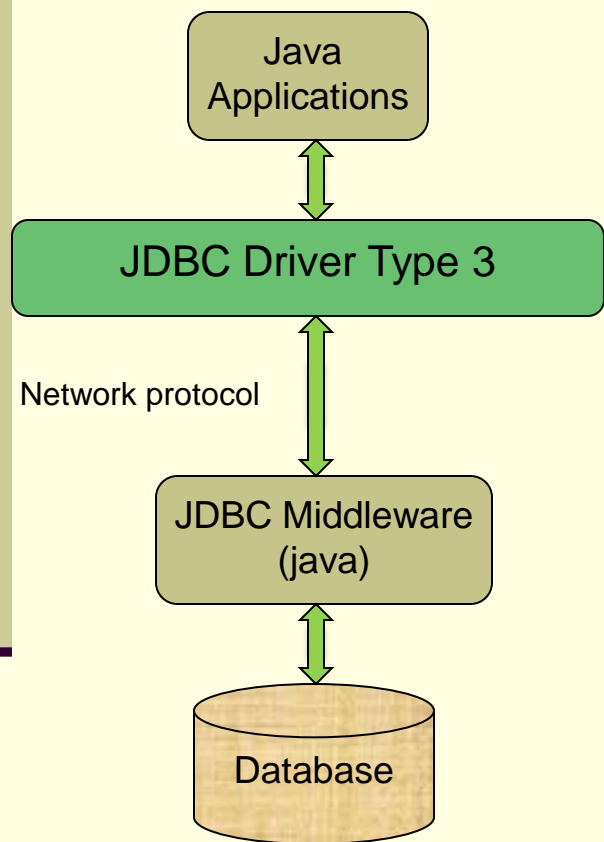 Java
Applications
JDBC Driver Type 3
Network protocol
JDBC Middleware
(java)
Database